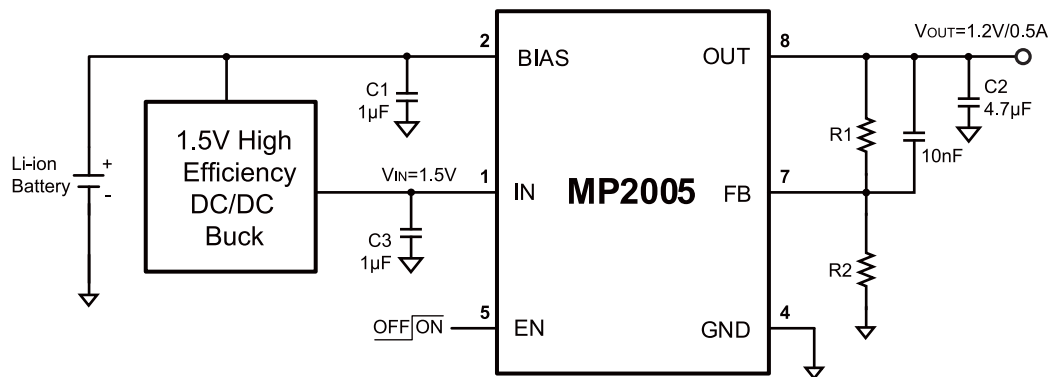 2
BIAS
OUT
8
VOUT=1.2V/0.5A
C1
1µF
C2
4.7µF
1.5V High
Efficiency
DC/DC
Buck
R1
10nF
Li-ion
Battery
+
-
VIN=1.5V
1
IN
MP2005
FB
7
C3
1µF
R2
OFF ON
5
EN
GND
4